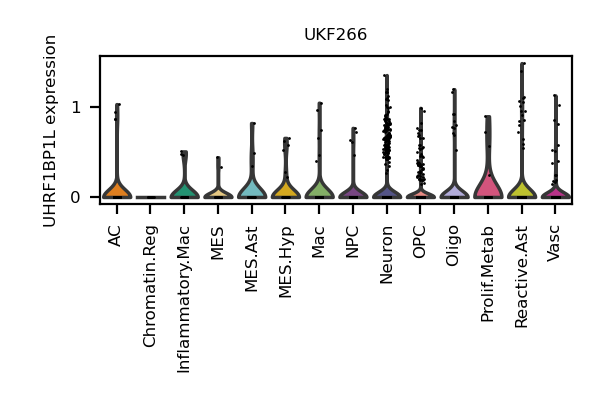 UKF266
UHRF1BP1L expression
1
0
AC
Chromatin.Reg
Inflammatory.Mac
MES
MES.Ast
MES.Hyp
Mac
NPC
Neuron
OPC
Oligo
Prolif.Metab
Reactive.Ast
Vasc